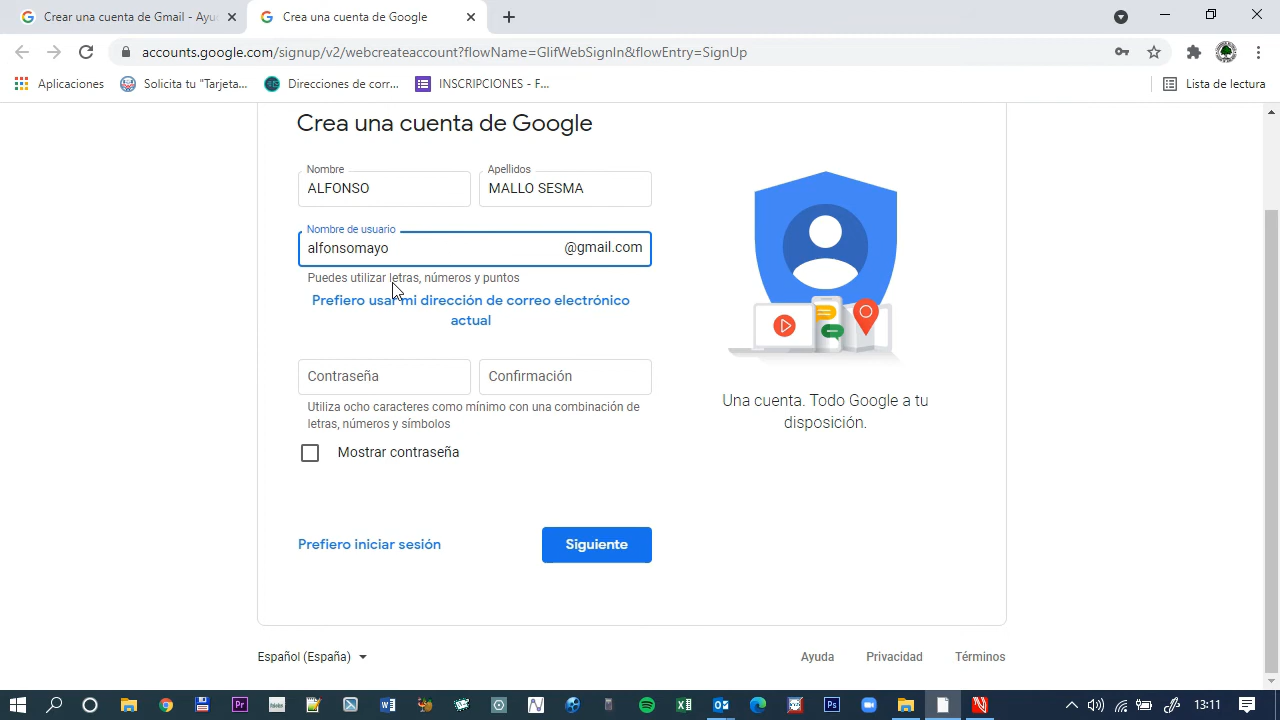 Crear una cuenta de Gmail - Ayu
Crea una cuenta de Google
accounts.google.com/signup/v2/webcreateaccount?flowName=GlifWebSignIn&flowEntry=SignUp
Aplicaciones
Solicita tu "Tarjeta...
Direcciones de corr...
INSCRIPCIONES - F...
Lista de lectura
Crea una cuenta de Google
Nombre
ALFONSO
Apellidos
MALLO SESMA
Nombre de usuario
alfonsomayo
@gmail.com
Puedes utilizar letras, números y puntos
Prefiero usar mi dirección de correo electrónico
actual
Contraseña
Confirmación
Utiliza ocho caracteres como mínimo con una combinación de
letras, números y símbolos
Mostrar contraseña
Prefiero iniciar sesión
Siguiente
Una cuenta. Todo Google a tu
disposición.
Español (España)
Ayuda
Privacidad
Términos
13:11